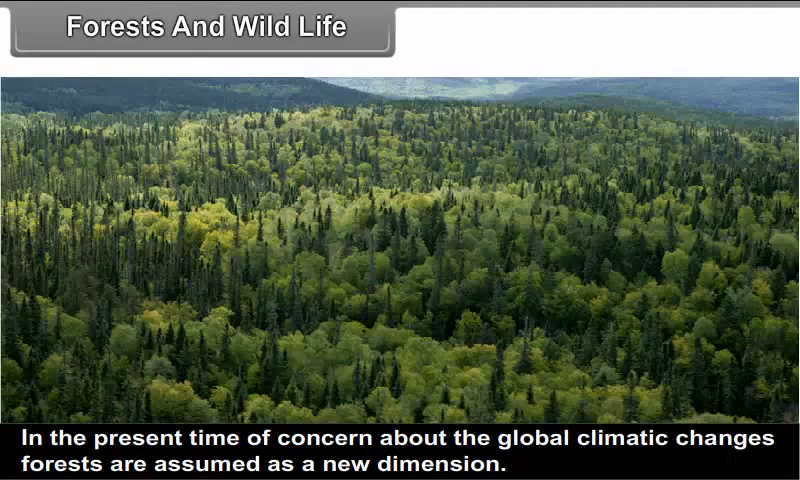 Forests And Wild Life
In the present time of concern about the global climatic changes
forests are assumed as a new dimension.